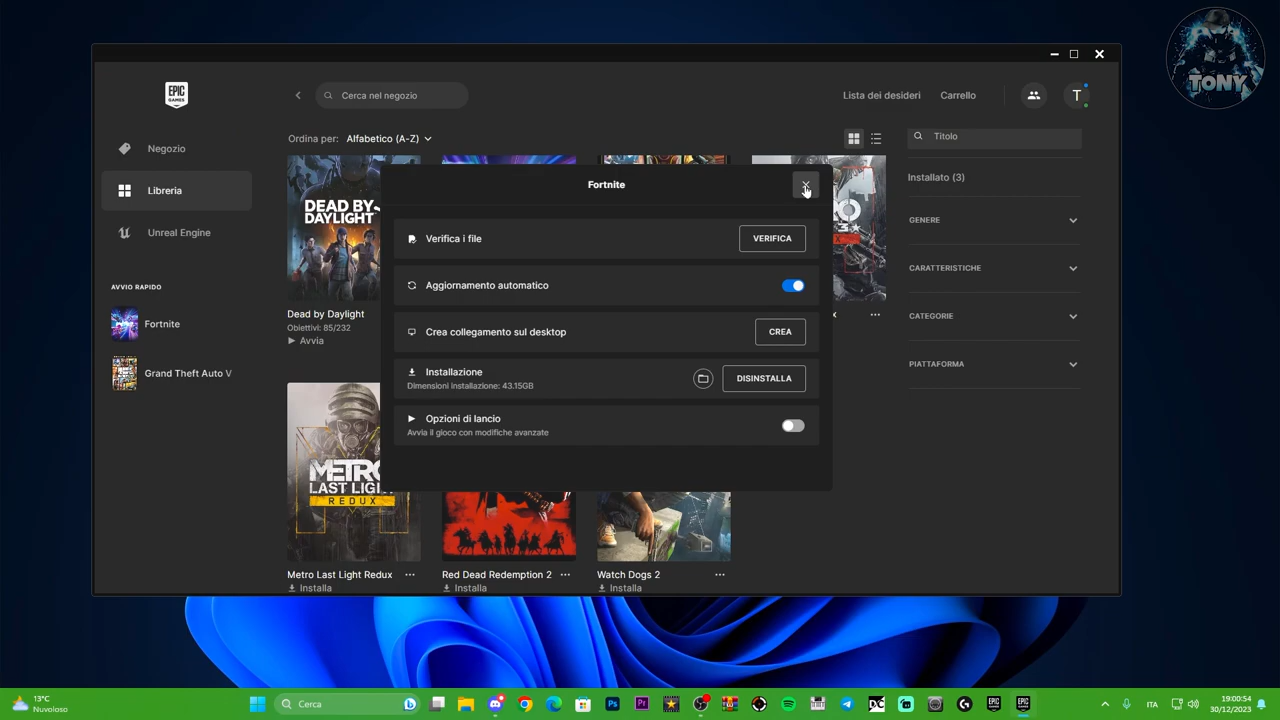 TONY
EPIC
GAMES
Cerca nel negozio
Lista dei desideri
Carrello
T
Negozio
Libreria
Unreal Engine
AVVIO RAPIDO
Fortnite
Grand Theft Auto V
Ordina per: Alfabetico (A-Z)
Titolo
Installato (3)
GENERE
CARATTERISTICHE
CATEGORIE
PIATTAFORMA
DEAD BY
DAYLIGHT
Dead by Daylight
Obiettivi: 85/232
Avvia
Fortnite
Verifica i file
VERIFICA
Aggiornamento automatico
Crea collegamento sul desktop
CREA
Installazione
Dimensioni installazione: 43.15GB
DISINSTALLA
Opzioni di lancio
Avvia il gioco con modifiche avanzate
METRO
LAST LIGHT
REDUX
Metro Last Light Redux
Installa
Red Dead Redemption 2
Installa
Watch Dogs 2
Installa
13°C
Nuvoloso
Cerca
ITA
19:00:54
30/12/2023